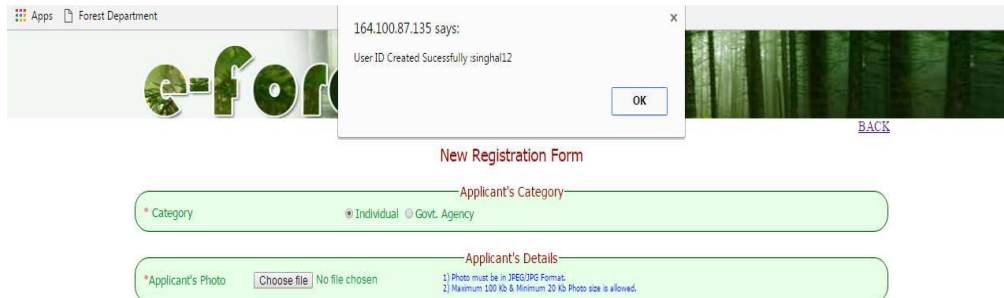 Apps Forest Department
164.100.87.135 says:
x
User ID Created Sucessfully :singhal12
OK
e-for
BACK
New Registration Form
Applicant's Category
* Category Individual Govt. Agency
Applicant's Details
*Applicant's Photo Choose file No file chosen
1) Photo must be in JPEG/JPG Format.
2) Maximum 100 Kb & Minimum 20 Kb Photo size is allowed.